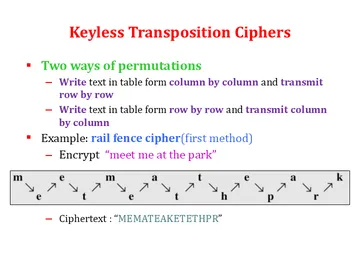 Keyless Transposition Ciphers
▪ Two ways of permutations
– Write text in table form column by column and transmit
row by row
– Write text in table form row by row and transmit column
by column
▪ Example: rail fence cipher(first method)
– Encrypt “meet me at the park”
m e m a t e a k
e t e t h p r
– Ciphertext : “MEMATEAKETETHPR”